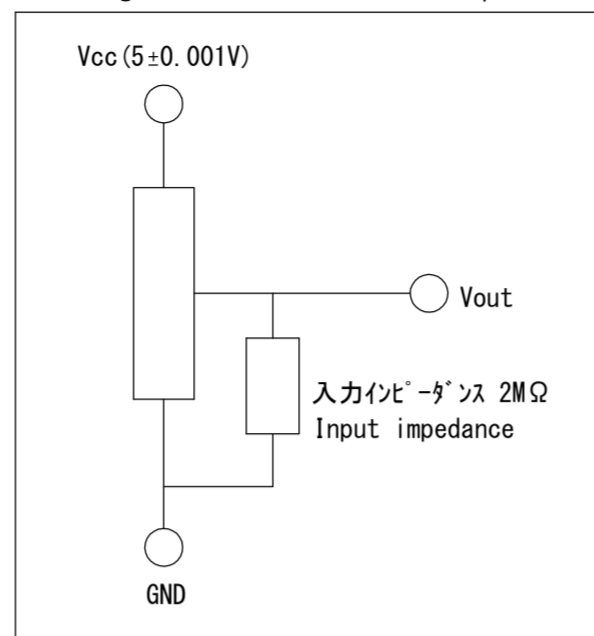 Vcc(5±0.001V)
Vout
入力ｲﾝﾋﾟｰﾀﾞﾝｽ 2MΩ
Input impedance
GND